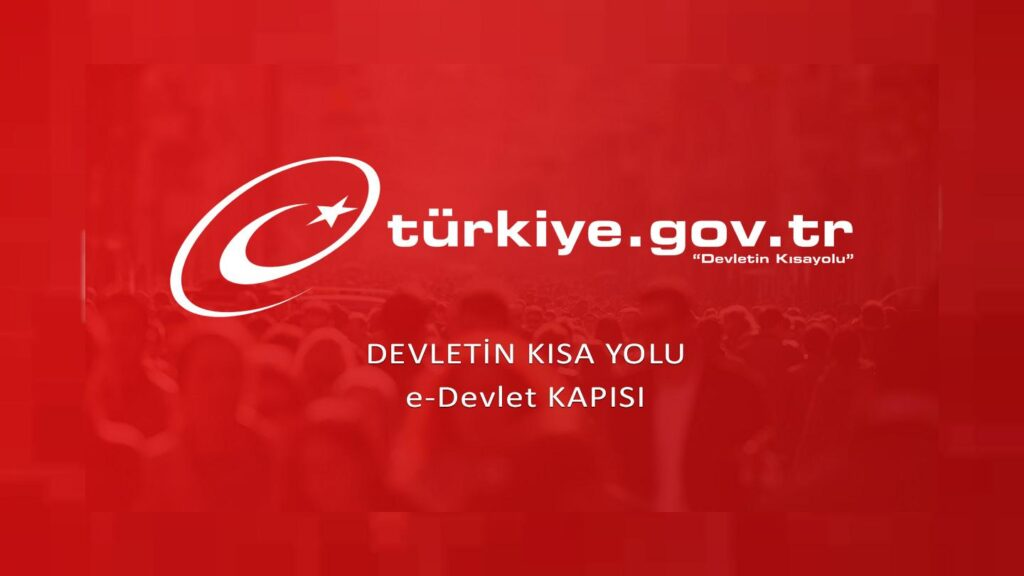 türkiye.gov.tr
“Devletin Kısayolu”
DEVLETİN KISA YOLU
e-Devlet KAPISI